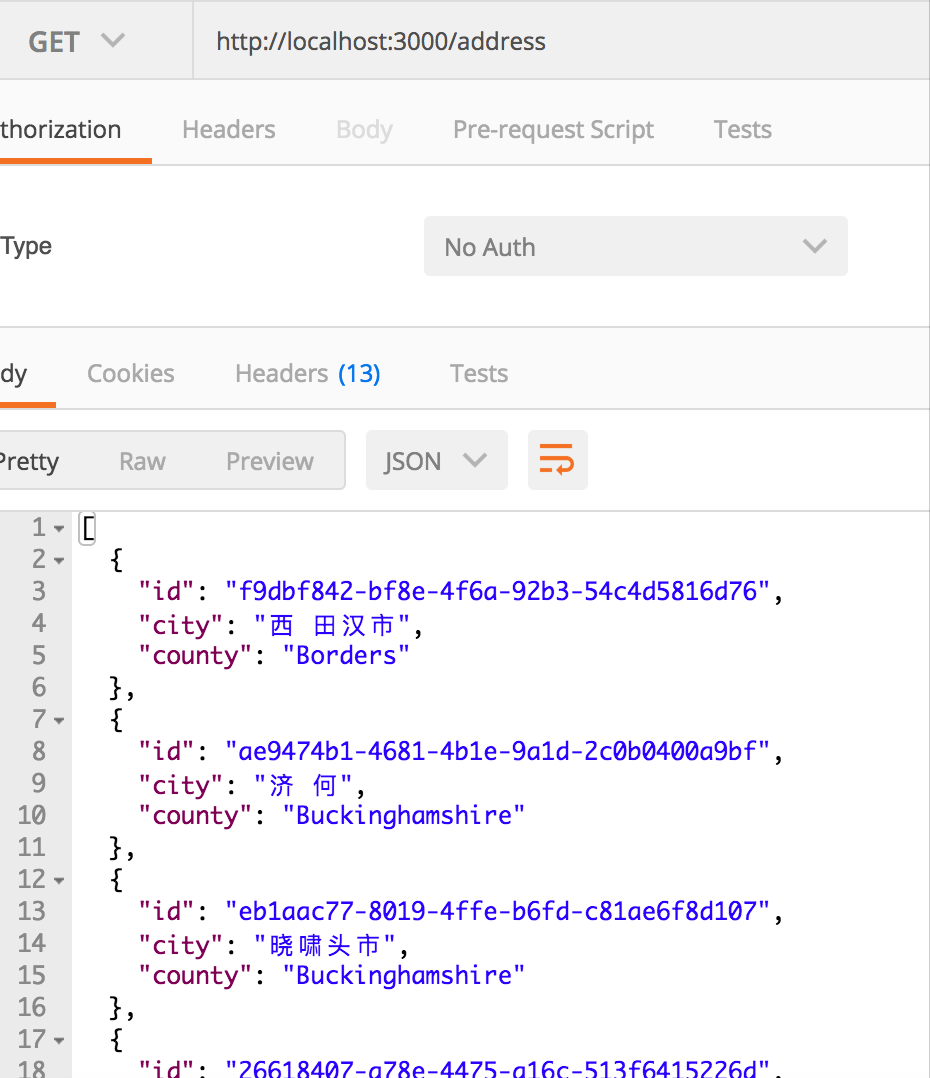 GET http://localhost:3000/address
thorization Headers Body Pre-request Script Tests
Type No Auth
dy Cookies Headers (13) Tests
Pretty Raw Preview JSON
1 [
2 {
3 "id": "f9dbf842-bf8e-4f6a-92b3-54c4d5816d76",
4 "city": "西 田汉市",
5 "county": "Borders"
6 },
7 {
8 "id": "ae9474b1-4681-4b1e-9a1d-2c0b0400a9bf",
9 "city": "济 何",
10 "county": "Buckinghamshire"
11 },
12 {
13 "id": "eb1aac77-8019-4ffe-b6fd-c81ae6f8d107",
14 "city": "晓啸头市",
15 "county": "Buckinghamshire"
16 },
17 {
18 "id": "26618407-a78e-4475-a16c-513f6415226d",